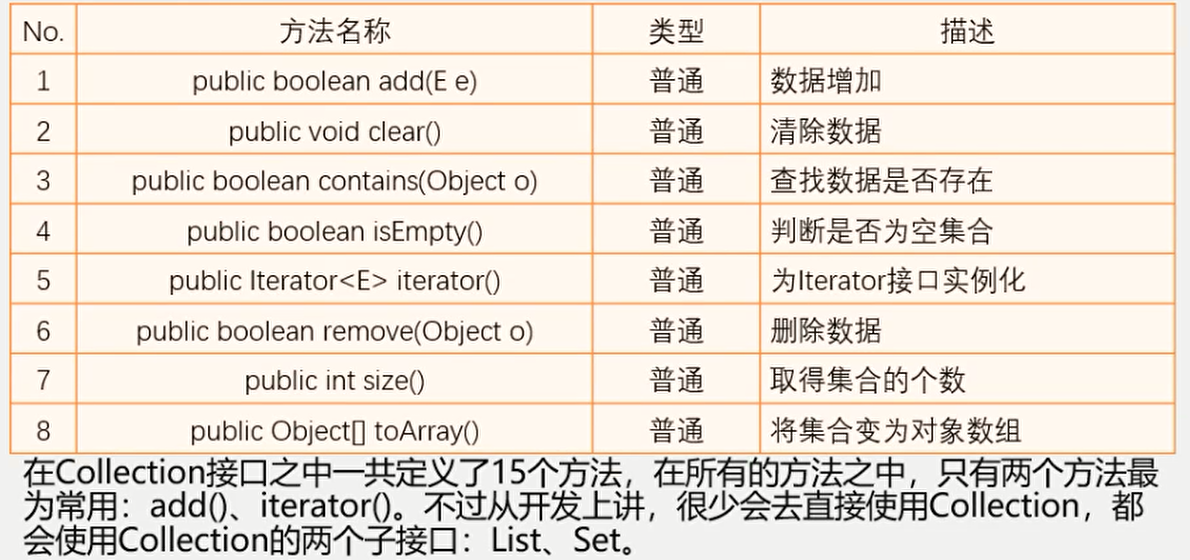 No. 方法名称 类型 描述
1 public boolean add(E e) 普通 数据增加
2 public void clear() 普通 清除数据
3 public boolean contains(Object o) 普通 查找数据是否存在
4 public boolean isEmpty() 普通 判断是否为空集合
5 public Iterator<E> iterator() 普通 为Iterator接口实例化
6 public boolean remove(Object o) 普通 删除数据
7 public int size() 普通 取得集合的个数
8 public Object[] toArray() 普通 将集合变为对象数组
在Collection接口之中一共定义了15个方法，在所有的方法之中，只有两个方法最
为常用：add()、iterator()。不过从开发上讲，很少会去直接使用Collection，都
会使用Collection的两个子接口：List、Set。